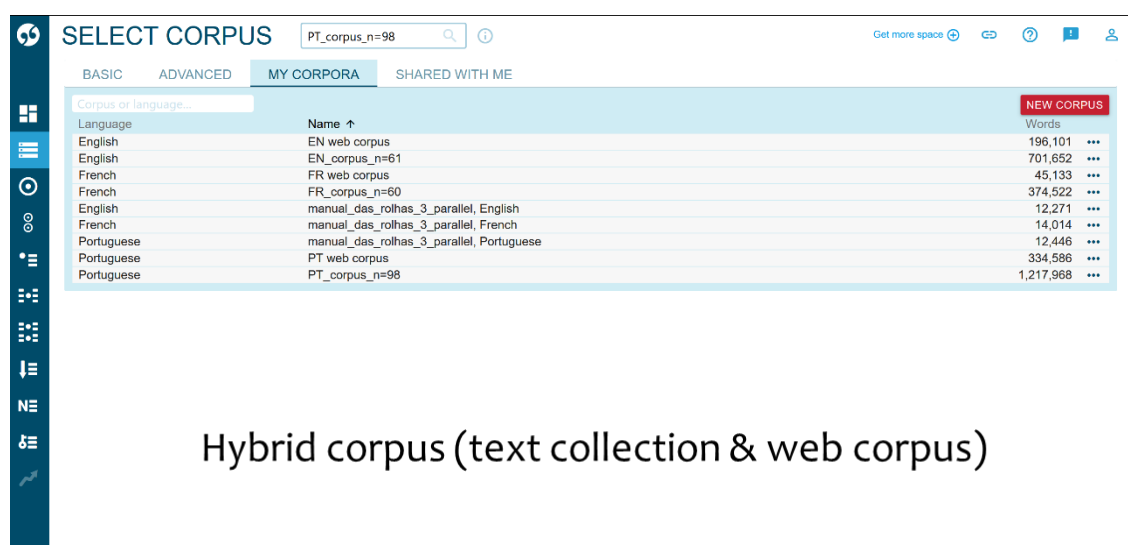 SELECT CORPUS PT_corpus_n=98 Get more space
BASIC ADVANCED MY CORPORA SHARED WITH ME
Corpus or language... NEW CORPUS
Language Name ↑ Words
English EN web corpus 196,101 •••
English EN_corpus_n=61 701,652 •••
French FR web corpus 45,133 •••
French FR_corpus_n=60 374,522 •••
English manual_das_rolhas_3_parallel, English 12,271 •••
French manual_das_rolhas_3_parallel, French 14,014 •••
Portuguese manual_das_rolhas_3_parallel, Portuguese 12,446 •••
Portuguese PT web corpus 334,586 •••
Portuguese PT_corpus_n=98 1,217,968 •••
N
Hybrid corpus (text collection & web corpus)